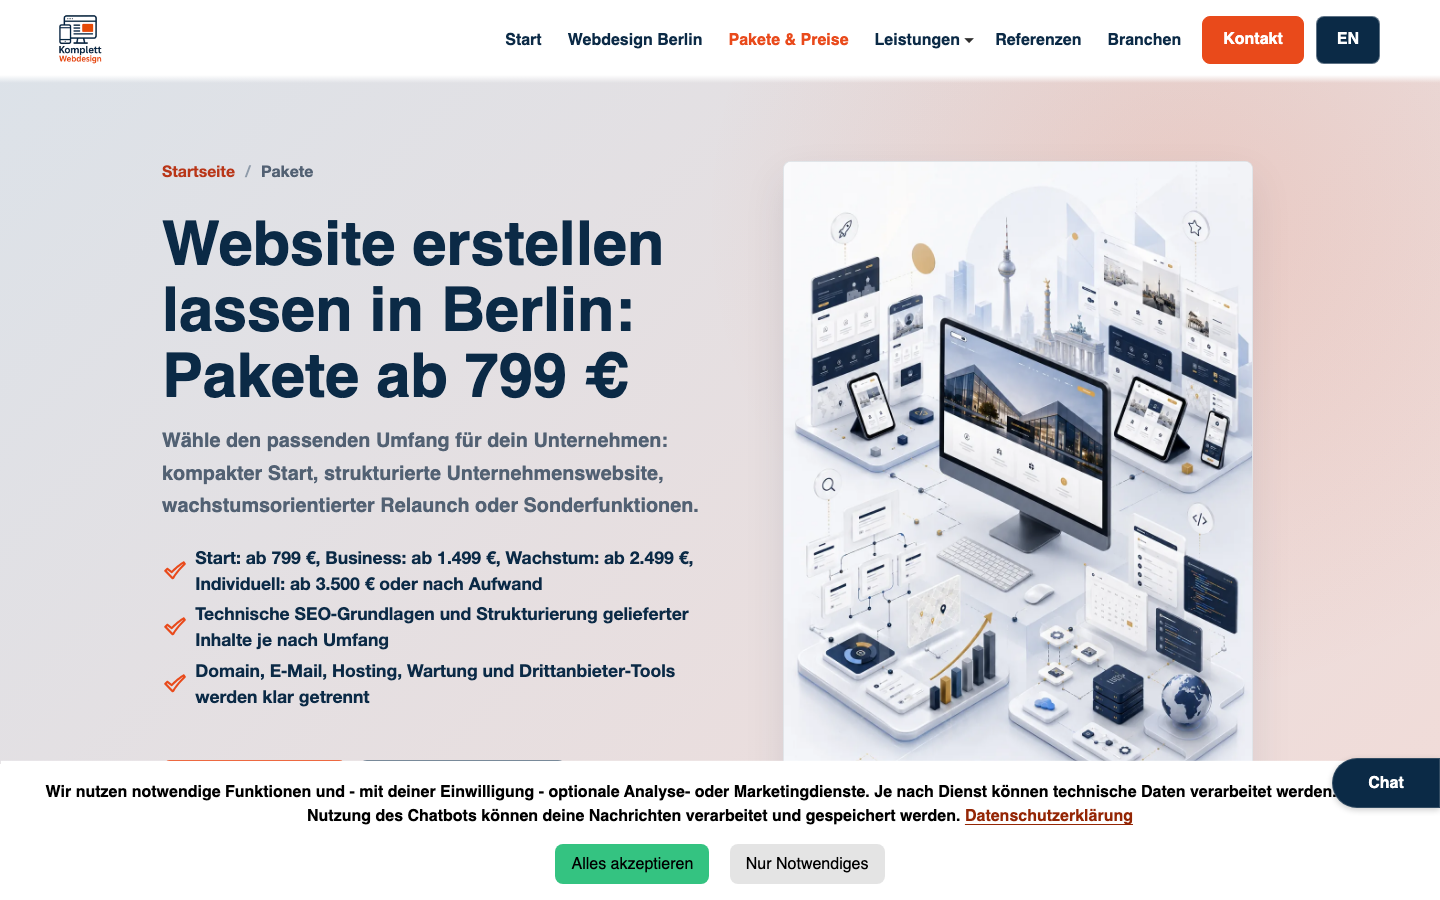 Komplett
Webdesign
Start
Webdesign Berlin
Pakete & Preise
Leistungen
Referenzen
Branchen
Kontakt
EN
Startseite / Pakete
Website erstellen
lassen in Berlin:
Pakete ab 799 €
Wähle den passenden Umfang für dein Unternehmen:
kompakter Start, strukturierte Unternehmenswebsite,
wachstumsorientierter Relaunch oder Sonderfunktionen.
Start: ab 799 €, Business: ab 1.499 €, Wachstum: ab 2.499 €,
Individuell: ab 3.500 € oder nach Aufwand
Technische SEO-Grundlagen und Strukturierung gelieferter
Inhalte je nach Umfang
Domain, E-Mail, Hosting, Wartung und Drittanbieter-Tools
werden klar getrennt
Wir nutzen notwendige Funktionen und - mit deiner Einwilligung - optionale Analyse- oder Marketingdienste. Je nach Dienst können technische Daten verarbeitet werden.
Nutzung des Chatbots können deine Nachrichten verarbeitet und gespeichert werden. Datenschutzerklärung
Chat
Alles akzeptieren
Nur Notwendiges